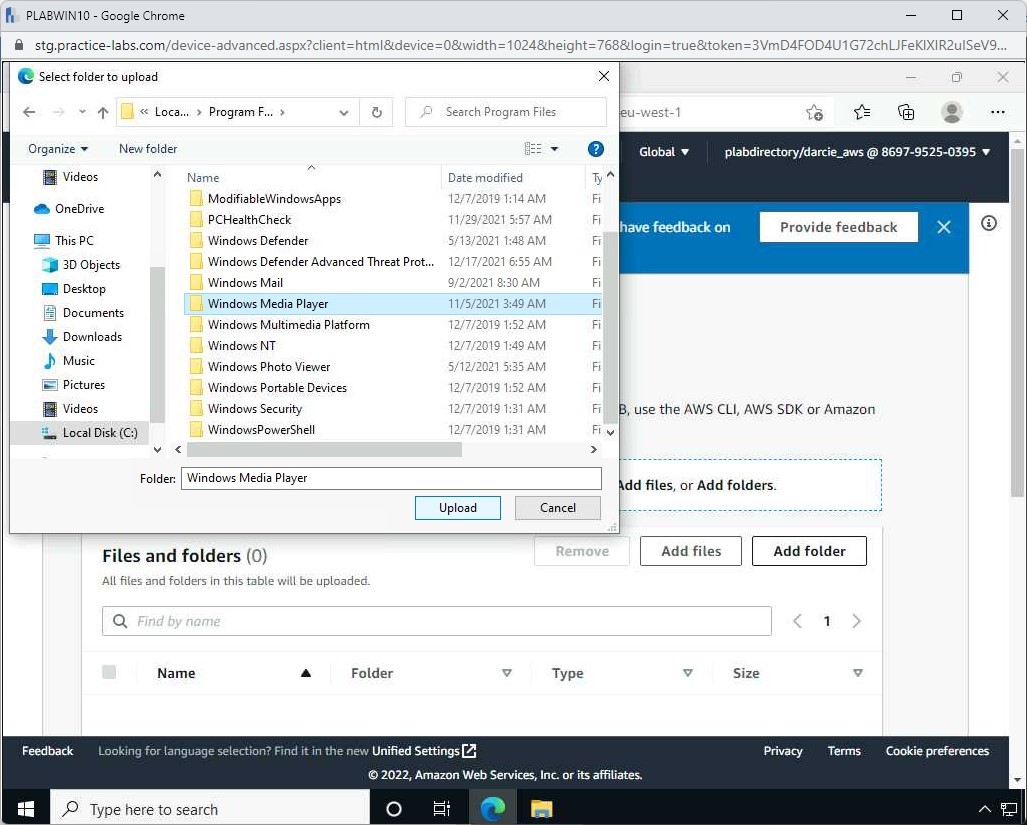 PLABWIN10 - Google Chrome
stg.practice-labs.com/device-advanced.aspx?client=html&device=0&width=1024&height=768&login=true&token=3VmD4FOD4U1G72chLJFeKlXIR2uISeV9...
Select folder to upload
« Loca... › Program F... ›
Search Program Files
eu-west-1
Organize
New folder
Global
plabdirectory/darcie_aws @ 8697-9525-0395
Name
Date modified
Ty
Videos
OneDrive
This PC
3D Objects
Desktop
Documents
Downloads
Music
Pictures
Videos
Local Disk (C:)
ModifiableWindowsApps 12/7/2019 1:14 AM Fi
PCHealthCheck 11/29/2021 5:57 AM Fi
Windows Defender 5/13/2021 1:48 AM Fi
Windows Defender Advanced Threat Prot... 12/17/2021 6:55 AM Fi
Windows Mail 9/2/2021 8:30 AM Fi
Windows Media Player 11/5/2021 3:49 AM Fi
Windows Multimedia Platform 12/7/2019 1:52 AM Fi
Windows NT 12/7/2019 1:49 AM Fi
Windows Photo Viewer 5/12/2021 5:35 AM Fi
Windows Portable Devices 12/7/2019 1:52 AM Fi
Windows Security 12/7/2019 1:31 AM Fi
WindowsPowerShell 12/7/2019 1:31 AM Fi
have feedback on
Provide feedback
B, use the AWS CLI, AWS SDK or Amazon
Folder: Windows Media Player
Upload
Cancel
Add files, or Add folders.
Files and folders (0)
All files and folders in this table will be uploaded.
Remove
Add files
Add folder
Find by name
1
Name
Folder
Type
Size
Feedback
Looking for language selection? Find it in the new Unified Settings
Privacy
Terms
Cookie preferences
© 2022, Amazon Web Services, Inc. or its affiliates.
Type here to search